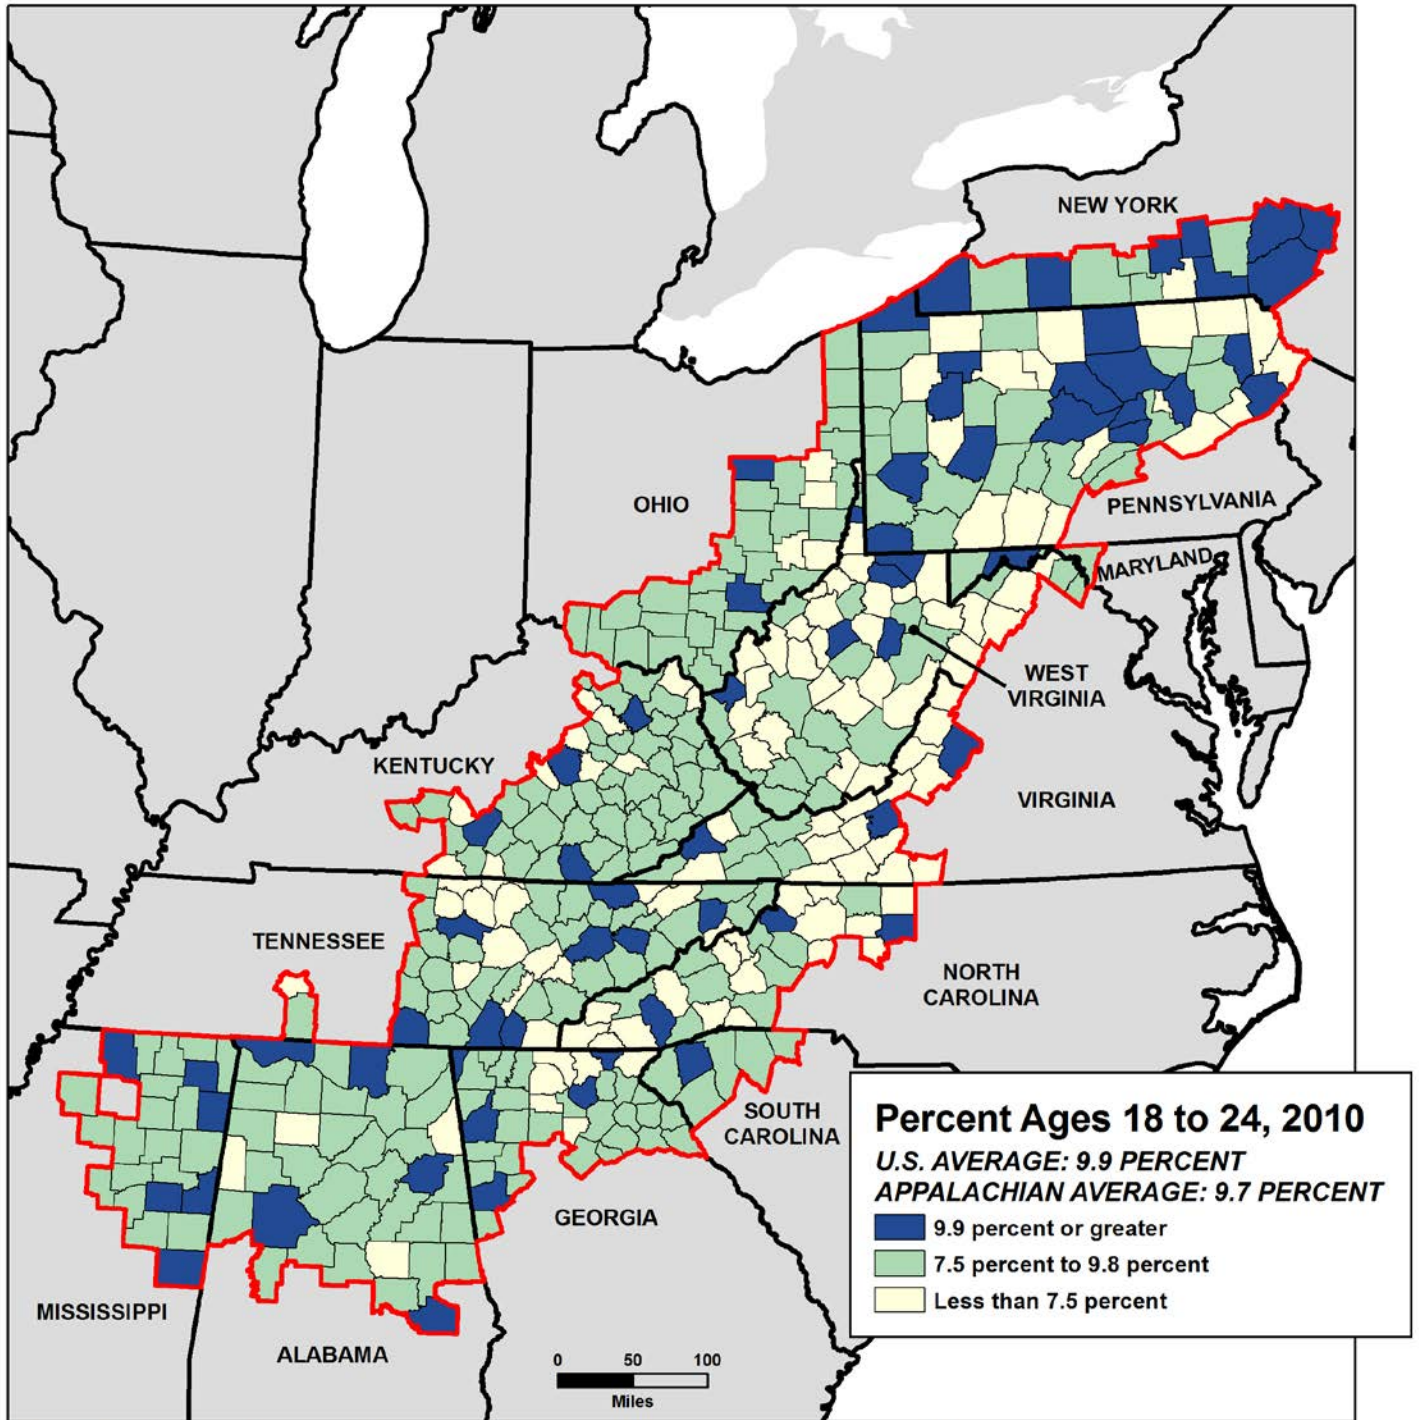 NEW YORK
OHIO
PENNSYLVANIA
MARYLAND
WEST
VIRGINIA
KENTUCKY
VIRGINIA
TENNESSEE
NORTH
CAROLINA
SOUTH
CAROLINA
GEORGIA
MISSISSIPPI
ALABAMA
Percent Ages 18 to 24, 2010
U.S. AVERAGE: 9.9 PERCENT
APPALACHIAN AVERAGE: 9.7 PERCENT
9.9 percent or greater
7.5 percent to 9.8 percent
Less than 7.5 percent
0 50 100
Miles